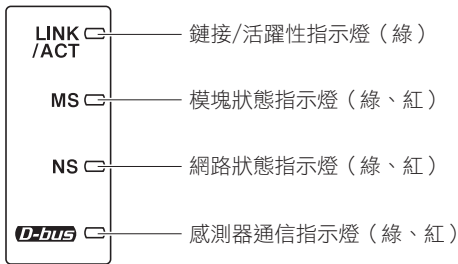 LINK
/ACT
鏈接/活躍性指示燈（綠）
MS
模塊狀態指示燈（綠、紅）
NS
網路狀態指示燈（綠、紅）
D-bus
感測器通信指示燈（綠、紅）